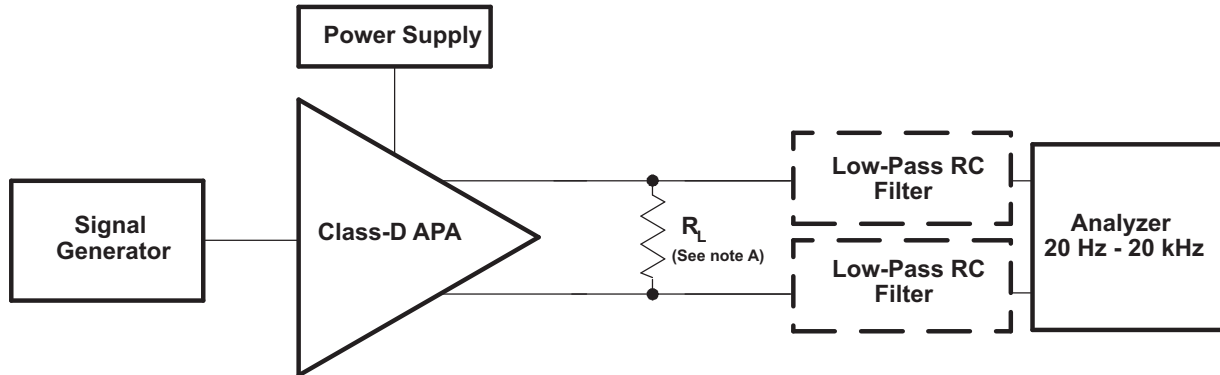 Power Supply
Signal
Generator
Class-D APA
R_L
(See note A)
Low-Pass RC
Filter
Low-Pass RC
Filter
Analyzer
20 Hz - 20 kHz